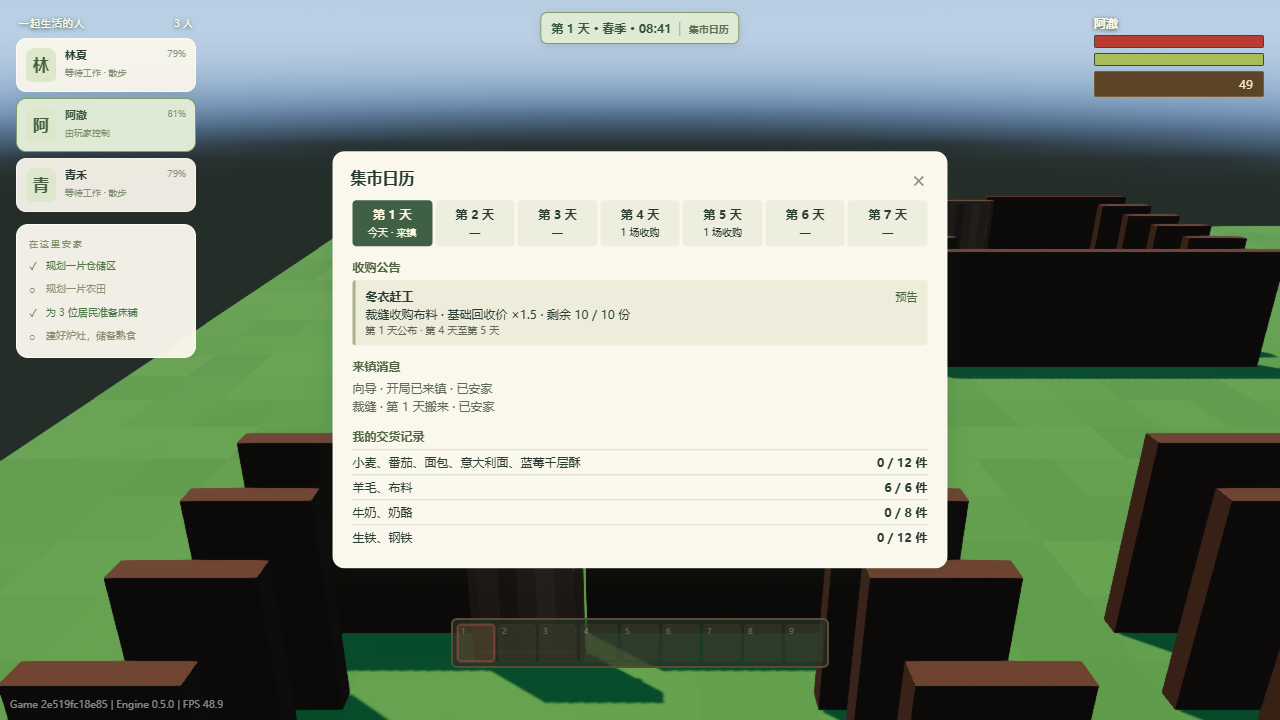 一起生活的人 3 人
林 林夏 79%
等待工作 · 散步
阿 阿澈 81%
由玩家控制
青 青禾 79%
等待工作 · 散步
在这里安家
✓ 规划一片仓储区
○ 规划一片农田
✓ 为 3 位居民准备床铺
○ 建好炉灶，储备熟食
第 1 天 • 春季 • 08:41 | 集市日历
阿澈
49
集市日历 ×
第 1 天 第 2 天 第 3 天 第 4 天 第 5 天 第 6 天 第 7 天
今天 · 来镇 — — 1 场收购 1 场收购 — —
收购公告
冬衣赶工 预告
裁缝收购布料 · 基础回收价 ×1.5 · 剩余 10 / 10 份
第 1 天公布 · 第 4 天至第 5 天
来镇消息
向导 · 开局已来镇 · 已安家
裁缝 · 第 1 天搬来 · 已安家
我的交货记录
小麦、番茄、面包、意大利面、蓝莓千层酥 0 / 12 件
羊毛、布料 6 / 6 件
牛奶、奶酪 0 / 8 件
生铁、钢铁 0 / 12 件
1 2 3 4 5 6 7 8 9
Game 2e519fc18e85 | Engine 0.5.0 | FPS 48.9